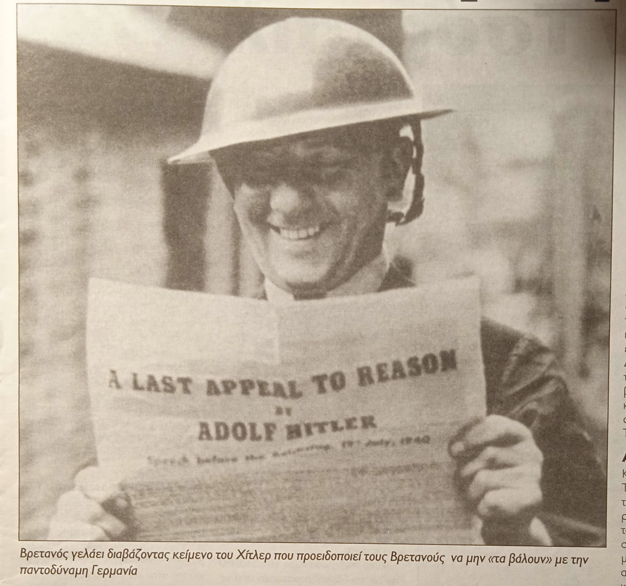 A LAST APPEAL TO REASON
BY
ADOLF HITLER
Speech before the Reichstag, 19th July, 1940
Βρετανός γελάει διαβάζοντας κείμενο του Χίτλερ που προειδοποιεί τους Βρετανούς να μην «τα βάλουν» με την
παντοδύναμη Γερμανία